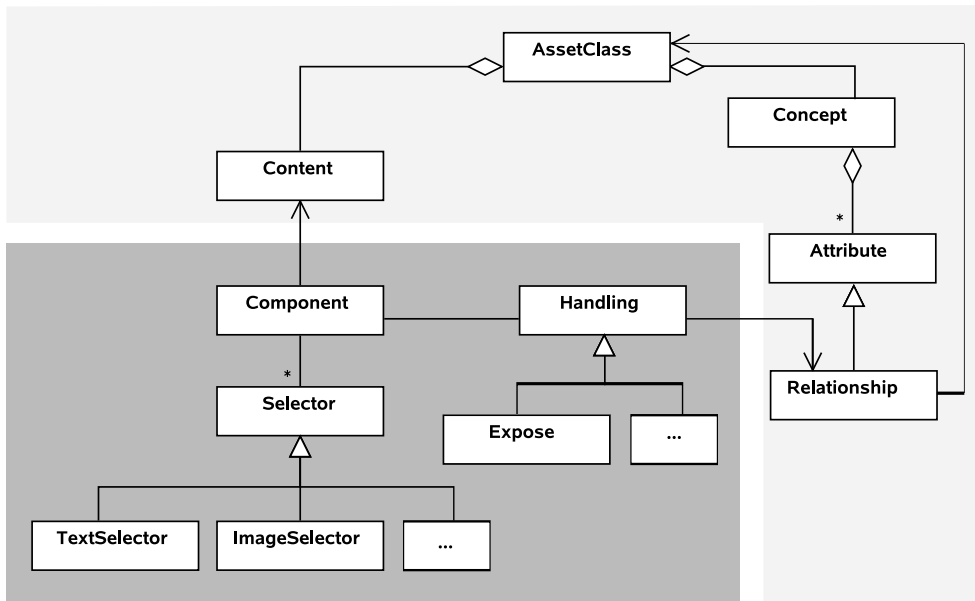 AssetClass
Concept
Content
*
Attribute
Component
Handling
*
Selector
Relationship
Expose
...
TextSelector
ImageSelector
...